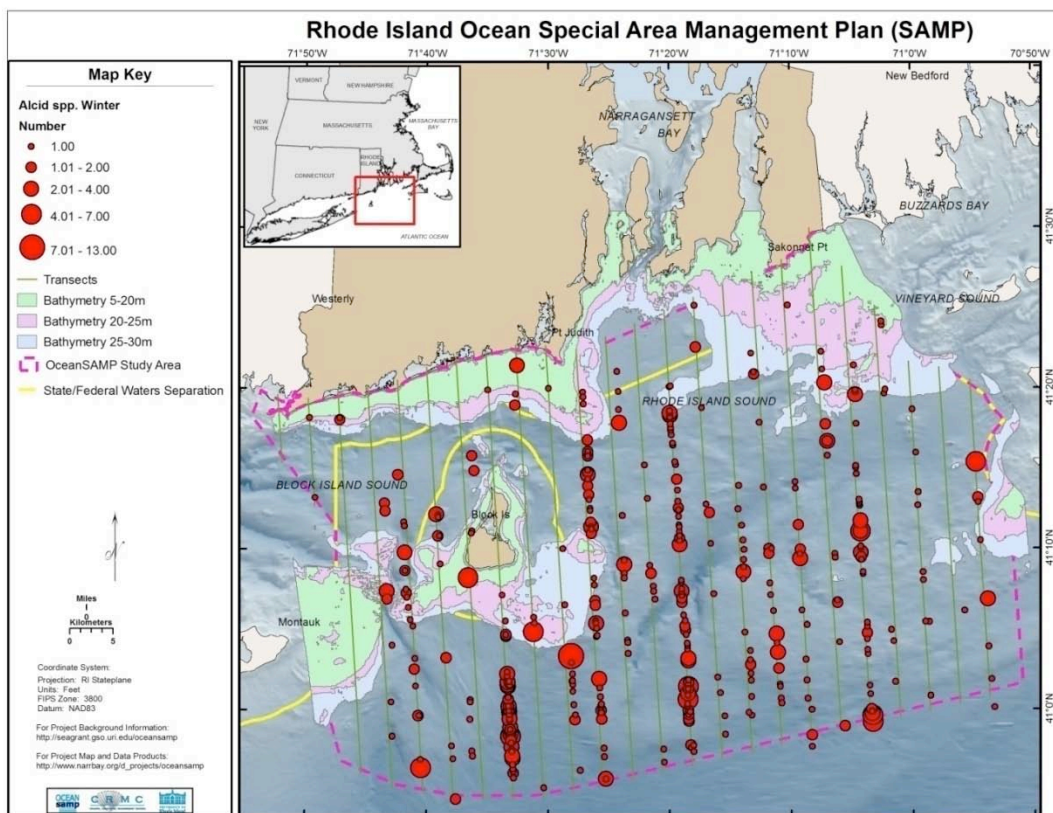 Rhode Island Ocean Special Area Management Plan (SAMP)
71°50'W
71°40'W
71°30'W
71°20'W
71°10'W
71°0'W
70°50'W
Map Key
Alcid spp. Winter
Number
1.00
1.01 - 2.00
2.01 - 4.00
4.01 - 7.00
7.01 - 13.00
Transects
Bathymetry 5-20m
Bathymetry 20-25m
Bathymetry 25-30m
OceanSAMP Study Area
State/Federal Waters Separation
N
Miles
0
Kilometers
0 5
Coordinate System:
Projection: RI Stateplane
Units: Feet
FIPS Zone: 3800
Datum: NAD83
For Project Background Information:
http://seagrant.gso.uri.edu/oceansamp
For Project Map and Data Products:
http://www.narrbay.org/d_projects/oceansamp
OCEAN
samp
CRMC
VERMONT
NEW HAMPSHIRE
NEW
YORK
MASSACHUSETTS
MASSACHUSETTS
BAY
CONNECTICUT
RHODE
ISLAND
ATLANTIC OCEAN
New Bedford
NARRAGANSETT
BAY
BUZZARDS BAY
Sakonnet Pt
VINEYARD SOUND
Westerly
Pt Judith
RHODE ISLAND SOUND
BLOCK ISLAND SOUND
Block Is
Montauk
41°30'N
41°20'N
41°10'N
41°0'N